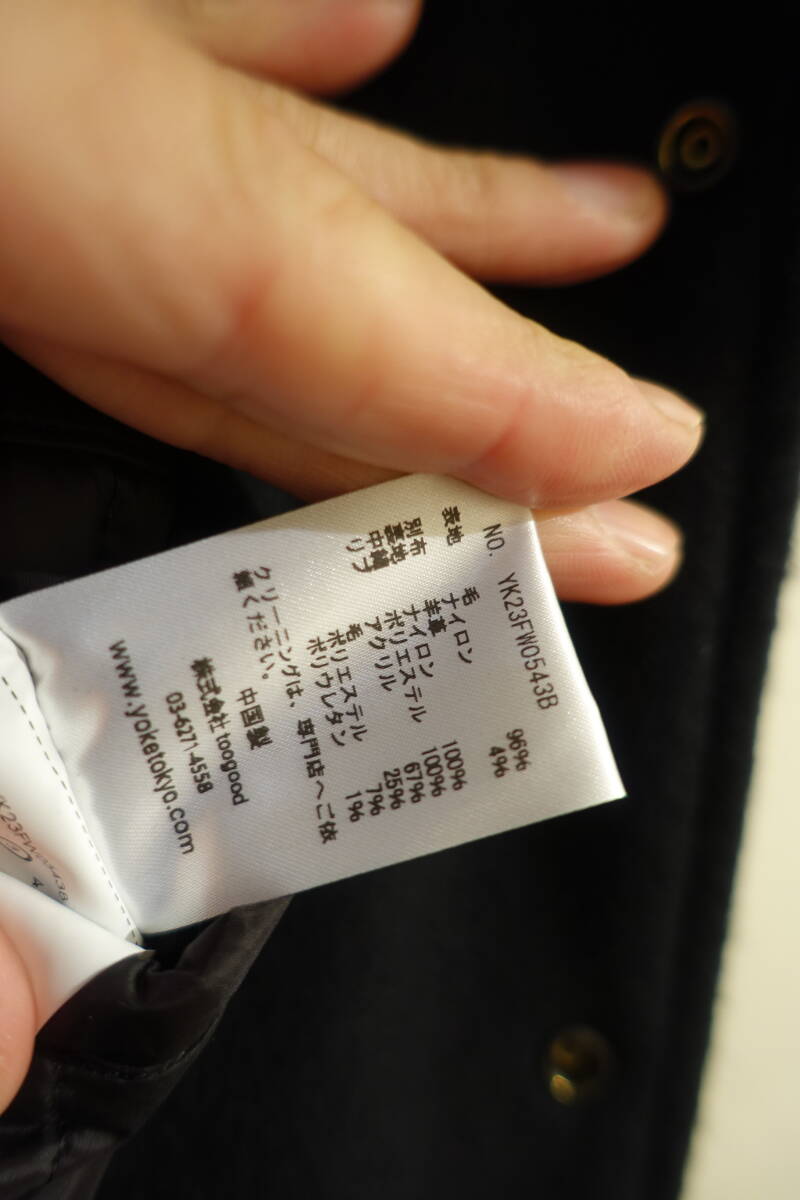 NO. YK23FW0543B
表地 毛 96%
ナイロン 4%
別布 羊革 100%
裏地 ナイロン 100%
中綿 ポリエステル 67%
リブ アクリル 25%
毛 7%
ポリエステル 1%
ポリウレタン
クリーニングは、専門店へご依
頼ください。
中国製
株式会社 toogood
03-6271-4558
www.yoketokyo.com